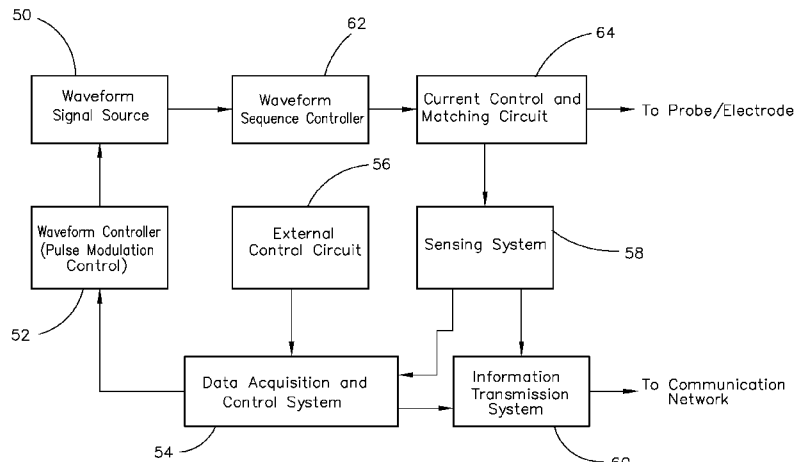 50
62
64
Waveform
Signal Source
Waveform
Sequence Controller
Current Control and
Matching Circuit
To Probe/Electrode
56
Waveform Controller
(Pulse Modulation
Control)
External
Control Circuit
Sensing System
58
52
Data Acquisition and
Control System
Information
Transmission
System
To Communication
Network
54
60